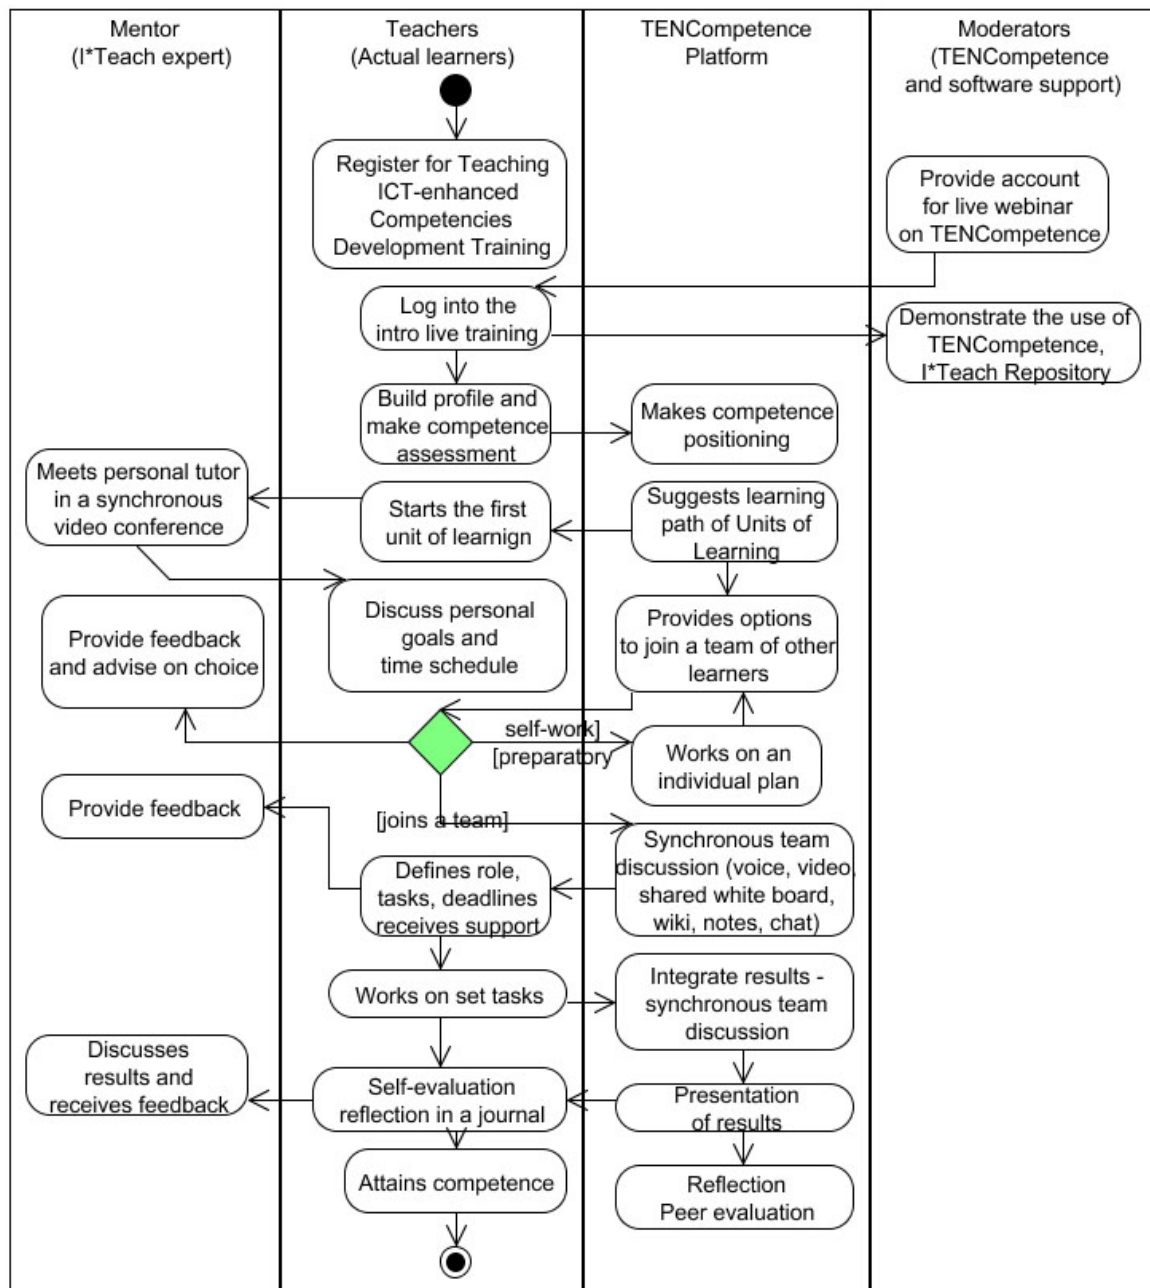 Mentor
(I*Teach expert)
Teachers
(Actual learners)
TENCompetence
Platform
Moderators
(TENCompetence
and software support)
Register for Teaching
ICT-enhanced
Competencies
Development Training
Provide account
for live webinar
on TENCompetence
Log into the
intro live training
Demonstrate the use of
TENCompetence,
I*Teach Repository
Build profile and
make competence
assessment
Makes competence
positioning
Meets personal tutor
in a synchronous
video conference
Starts the first
unit of learnign
Suggests learning
path of Units of
Learning
Provide feedback
and advise on choice
Discuss personal
goals and
time schedule
Provides options
to join a team of other
learners
self-work]
[preparatory
Works on an
individual plan
Provide feedback
[joins a team]
Synchronous team
discussion (voice, video,
shared white board,
wiki, notes, chat)
Defines role,
tasks, deadlines
receives support
Works on set tasks
Integrate results -
synchronous team
discussion
Discusses
results and
receives feedback
Self-evaluation
reflection in a journal
Presentation
of results
Attains competence
Reflection
Peer evaluation